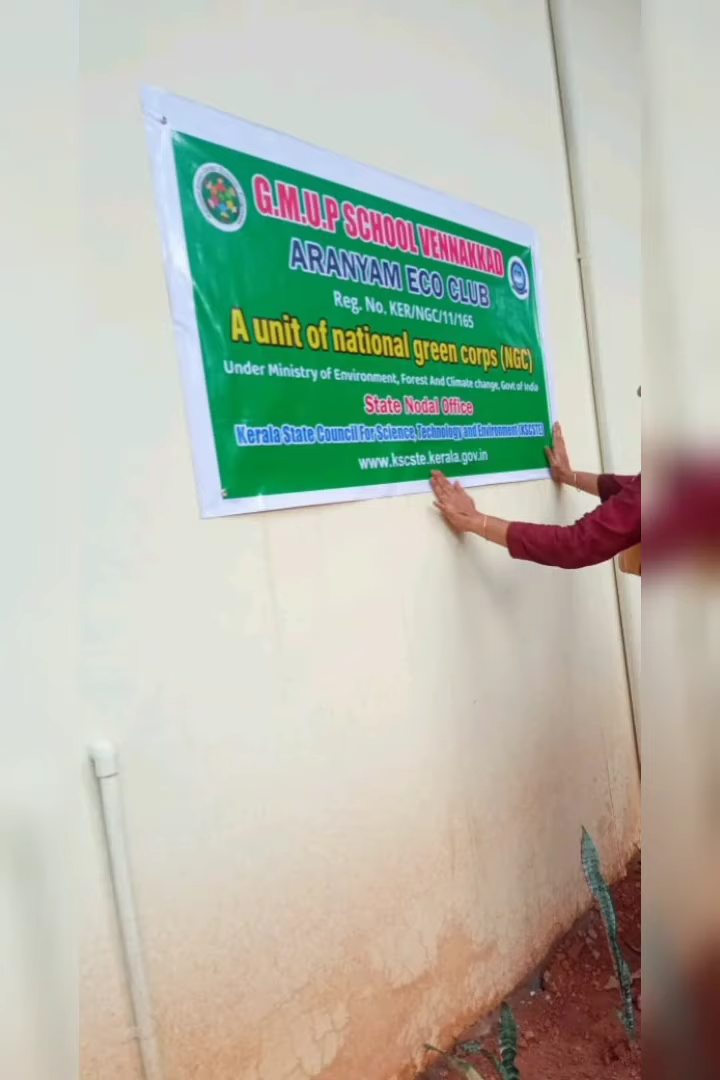 G.M.U.P SCHOOL VENNAKKAD
ARANYAM ECO CLUB
Reg. No. KER/NGC/11/165
A unit of national green corps (NGC)
Under Ministry of Environment, Forest And Climate change, Govt of India
State Nodal Office
Kerala State Council For Science, Technology and Environment (KSCSTE)
www.kscste.kerala.gov.in